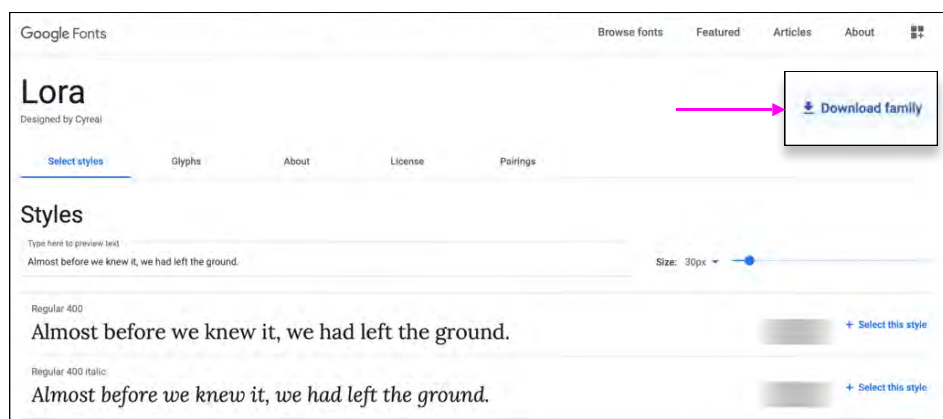 Google Fonts
Browse fonts Featured Articles About
Lora
Designed by Cyreal
Download family
Select styles Glyphs About License Pairings
Styles
Type here to preview text
Almost before we knew it, we had left the ground.
Size: 30px
Regular 400
Almost before we knew it, we had left the ground.
+ Select this style
Regular 400 italic
Almost before we knew it, we had left the ground.
+ Select this style